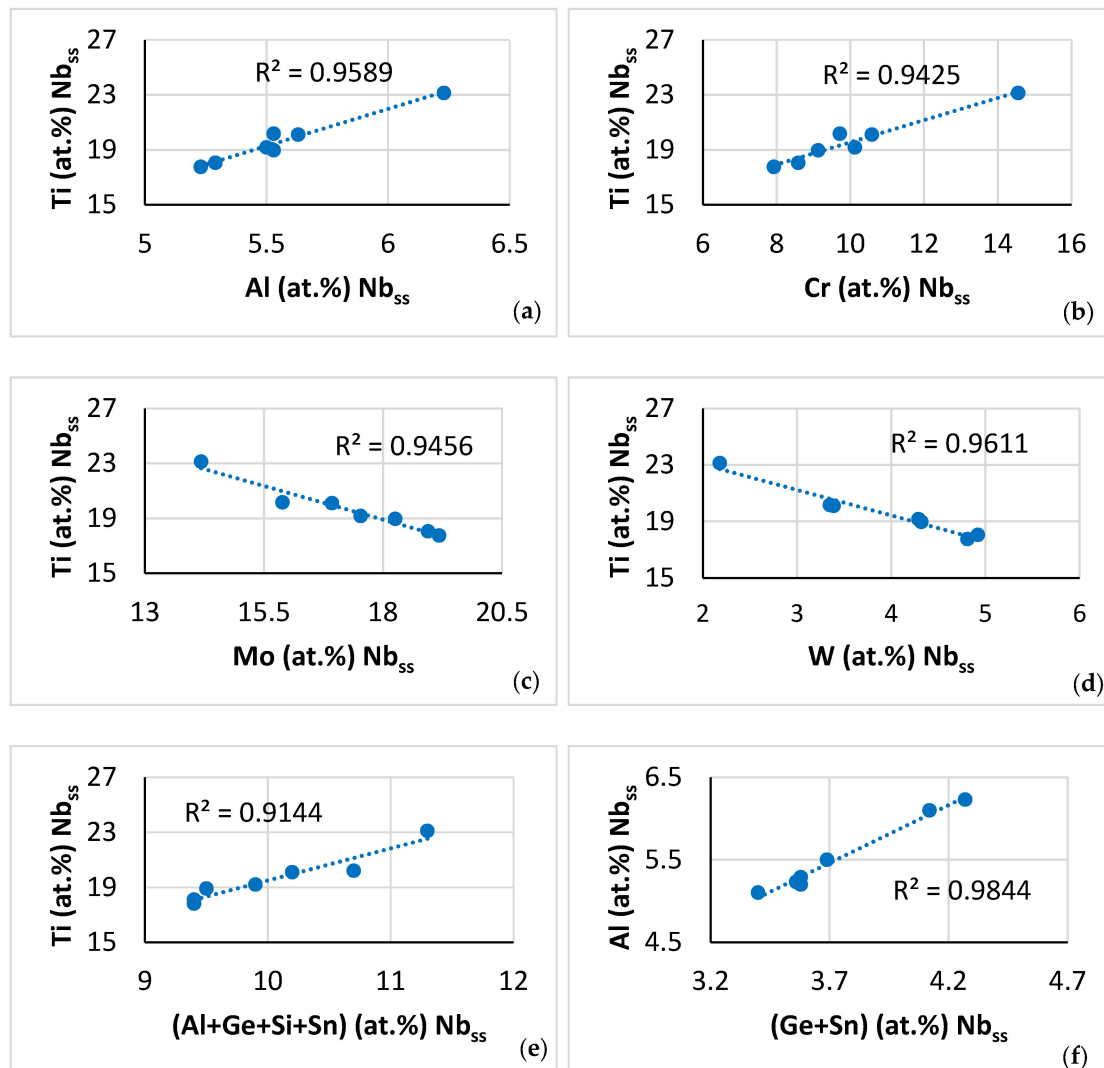 27
23
19
15
Ti (at.%) Nbss
R² = 0.9589
5
5.5
6
6.5
Al (at.%) Nbss
(a)
27
23
19
15
Ti (at.%) Nbss
R² = 0.9425
6
8
10
12
14
16
Cr (at.%) Nbss
(b)
27
23
19
15
Ti (at.%) Nbss
R² = 0.9456
13
15.5
18
20.5
Mo (at.%) Nbss
(c)
27
23
19
15
Ti (at.%) Nbss
R² = 0.9611
2
3
4
5
6
W (at.%) Nbss
(d)
27
23
19
15
Ti (at.%) Nbss
R² = 0.9144
9
10
11
12
(Al+Ge+Si+Sn) (at.%) Nbss
(e)
6.5
5.5
4.5
Al (at.%) Nbss
R² = 0.9844
3.2
3.7
4.2
4.7
(Ge+Sn) (at.%) Nbss
(f)